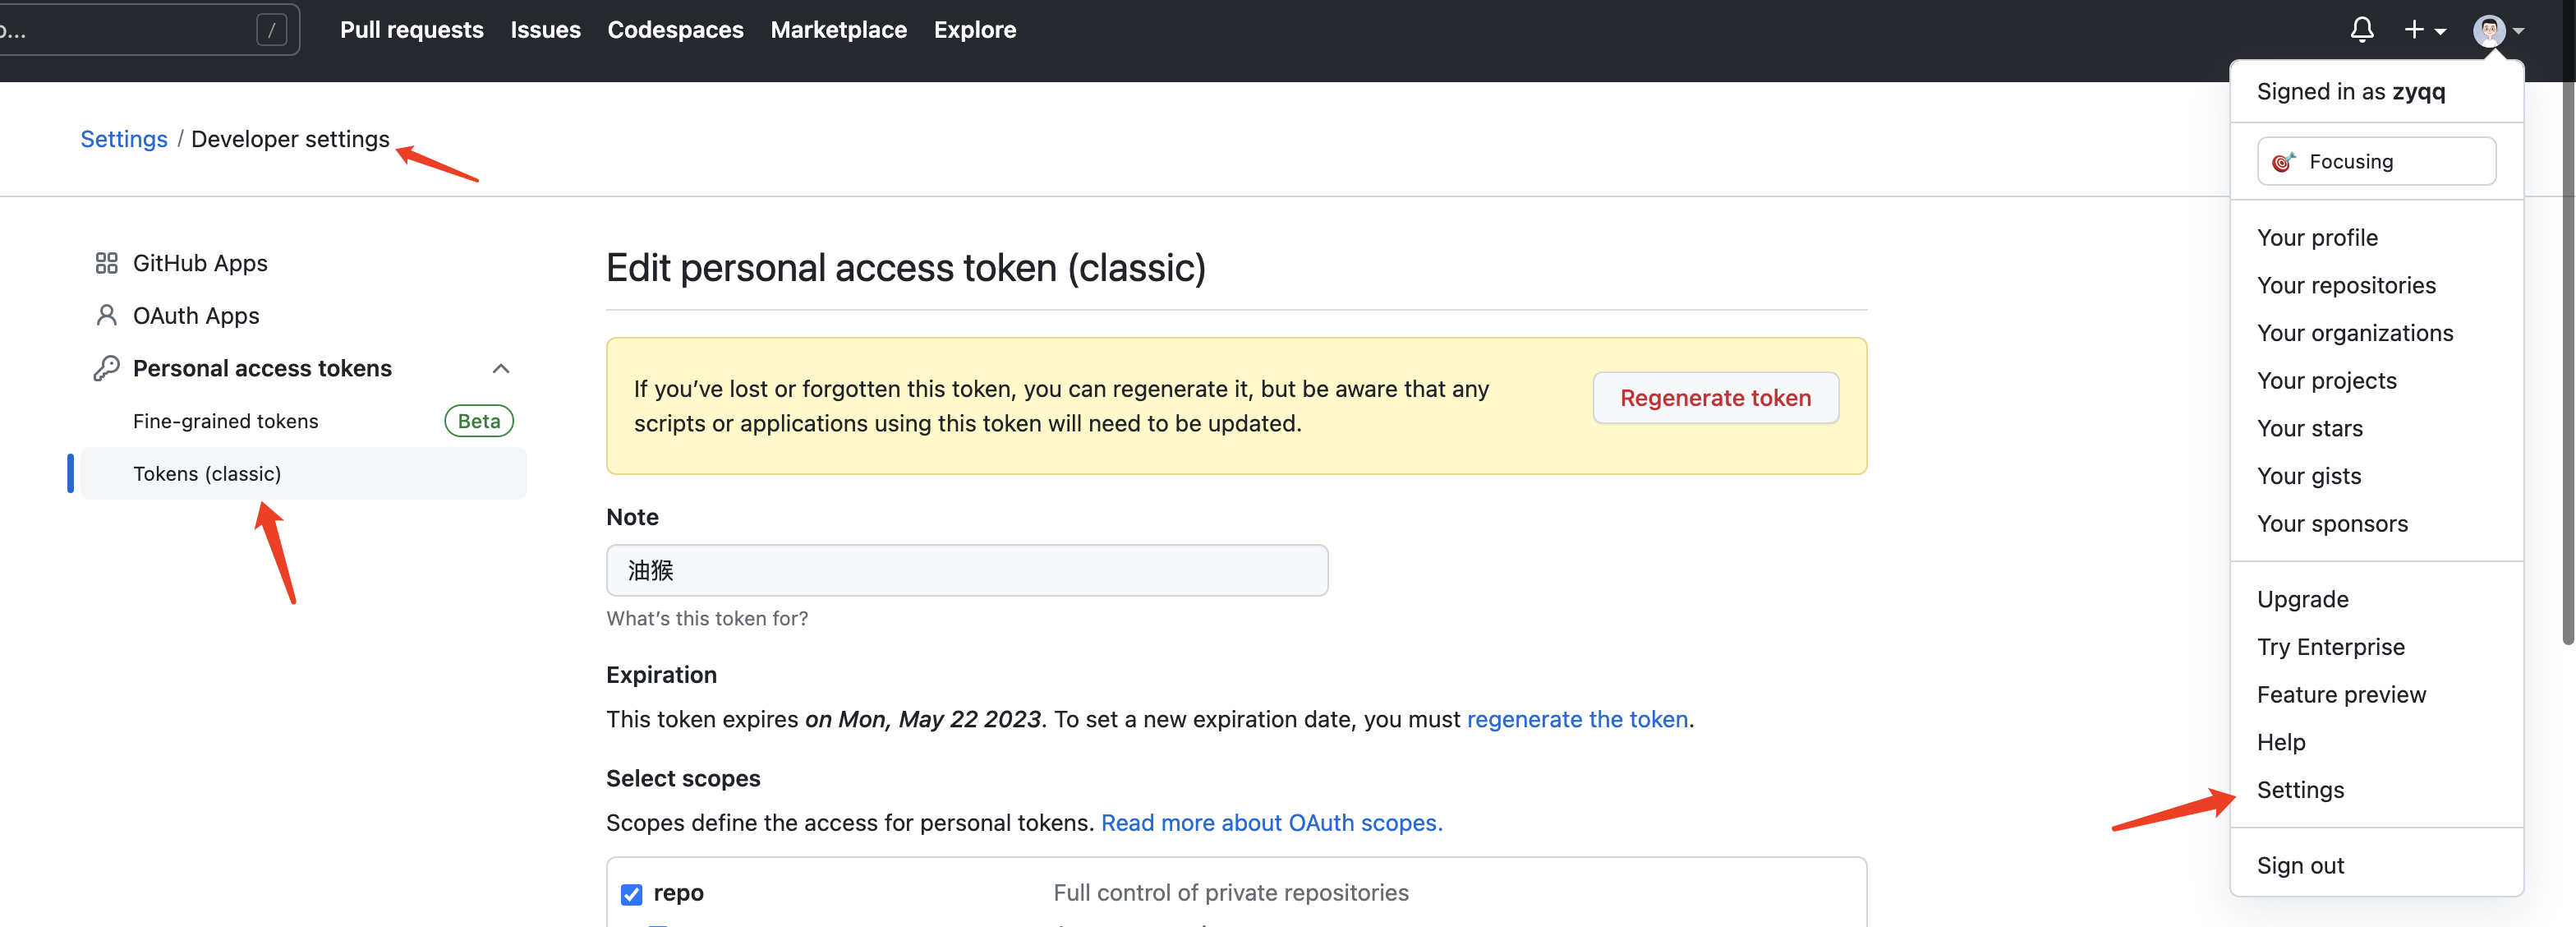 o...
/
Pull requests
Issues
Codespaces
Marketplace
Explore
Settings / Developer settings
GitHub Apps
OAuth Apps
Personal access tokens
Fine-grained tokens
Beta
Tokens (classic)
Edit personal access token (classic)
If you’ve lost or forgotten this token, you can regenerate it, but be aware that any
scripts or applications using this token will need to be updated.
Regenerate token
Note
油猴
What’s this token for?
Expiration
This token expires on Mon, May 22 2023. To set a new expiration date, you must regenerate the token.
Select scopes
Scopes define the access for personal tokens. Read more about OAuth scopes.
repo
Full control of private repositories
Signed in as zyqq
Focusing
Your profile
Your repositories
Your organizations
Your projects
Your stars
Your gists
Your sponsors
Upgrade
Try Enterprise
Feature preview
Help
Settings
Sign out